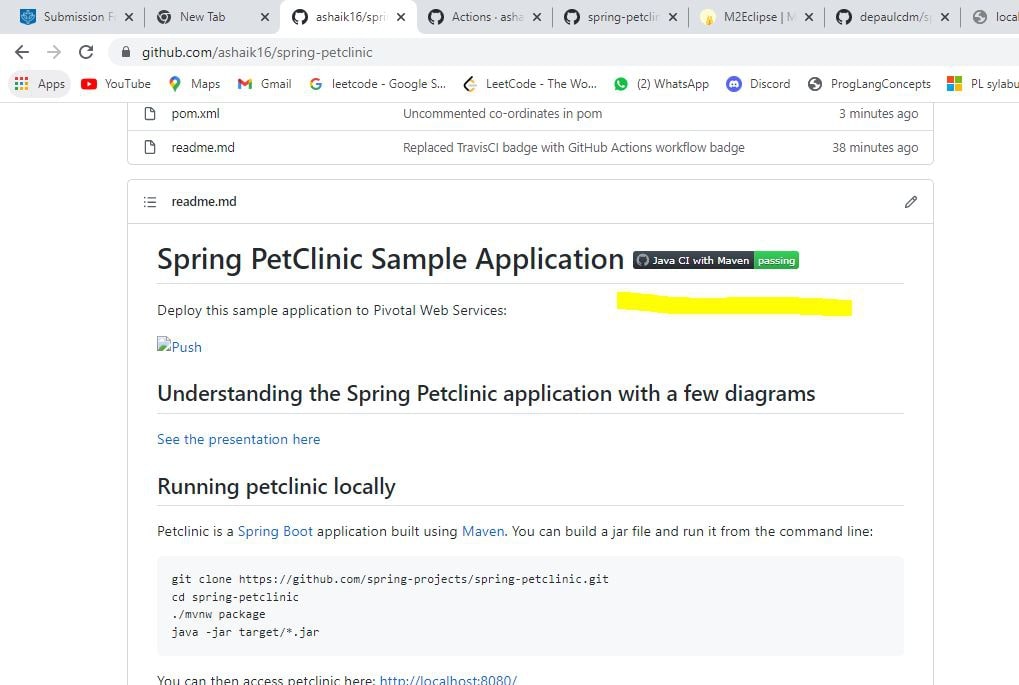 Submission F
New Tab
ashaik16/spri
Actions · asha
spring-petclin
M2Eclipse | M
depaulcdm/s
loca
github.com/ashaik16/spring-petclinic
Apps
YouTube
Maps
Gmail
leetcode - Google S...
LeetCode - The Wo...
(2) WhatsApp
Discord
ProgLangConcepts
PL sylabu
pom.xml Uncommented co-ordinates in pom 3 minutes ago
readme.md Replaced TravisCI badge with GitHub Actions workflow badge 38 minutes ago
readme.md
Spring PetClinic Sample Application Java CI with Maven passing
Deploy this sample application to Pivotal Web Services:
Push
Understanding the Spring Petclinic application with a few diagrams
See the presentation here
Running petclinic locally
Petclinic is a Spring Boot application built using Maven. You can build a jar file and run it from the command line:
git clone https://github.com/spring-projects/spring-petclinic.git
cd spring-petclinic
./mvnw package
java -jar target/*.jar
You can then access petclinic here: http://localhost:8080/